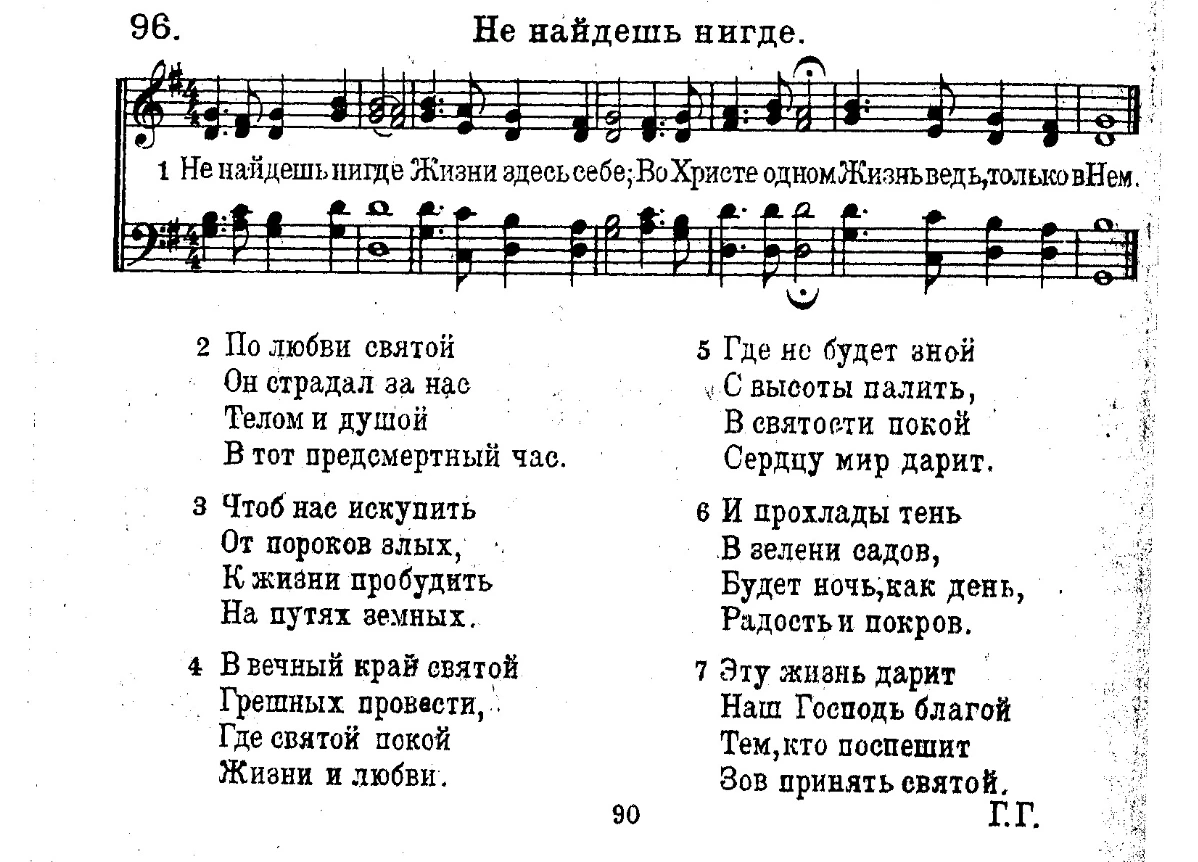 96.
Не найдешь нигде.
1 Не найдешь нигде Жизни здесь себе; Во Христе одном Жизнь ведь, только в Нем.
2 По любви святой
Он страдал за нас
Телом и душой
В тот предсмертный час.
3 Чтоб нас искупить
От пороков злых,
К жизни пробудить
На путях земных.
4 В вечный край святой
Грешных провести,
Где святой покой
Жизни и любви.
5 Где не будет зной
С высоты палить,
В святости покой
Сердцу мир дарит.
6 И прохлады тень
В зелени садов,
Будет ночь, как день,
Радость и покров.
7 Эту жизнь дарит
Наш Господь благой
Тем, кто поспешит
Зов принять святой.
Г.Г.
90